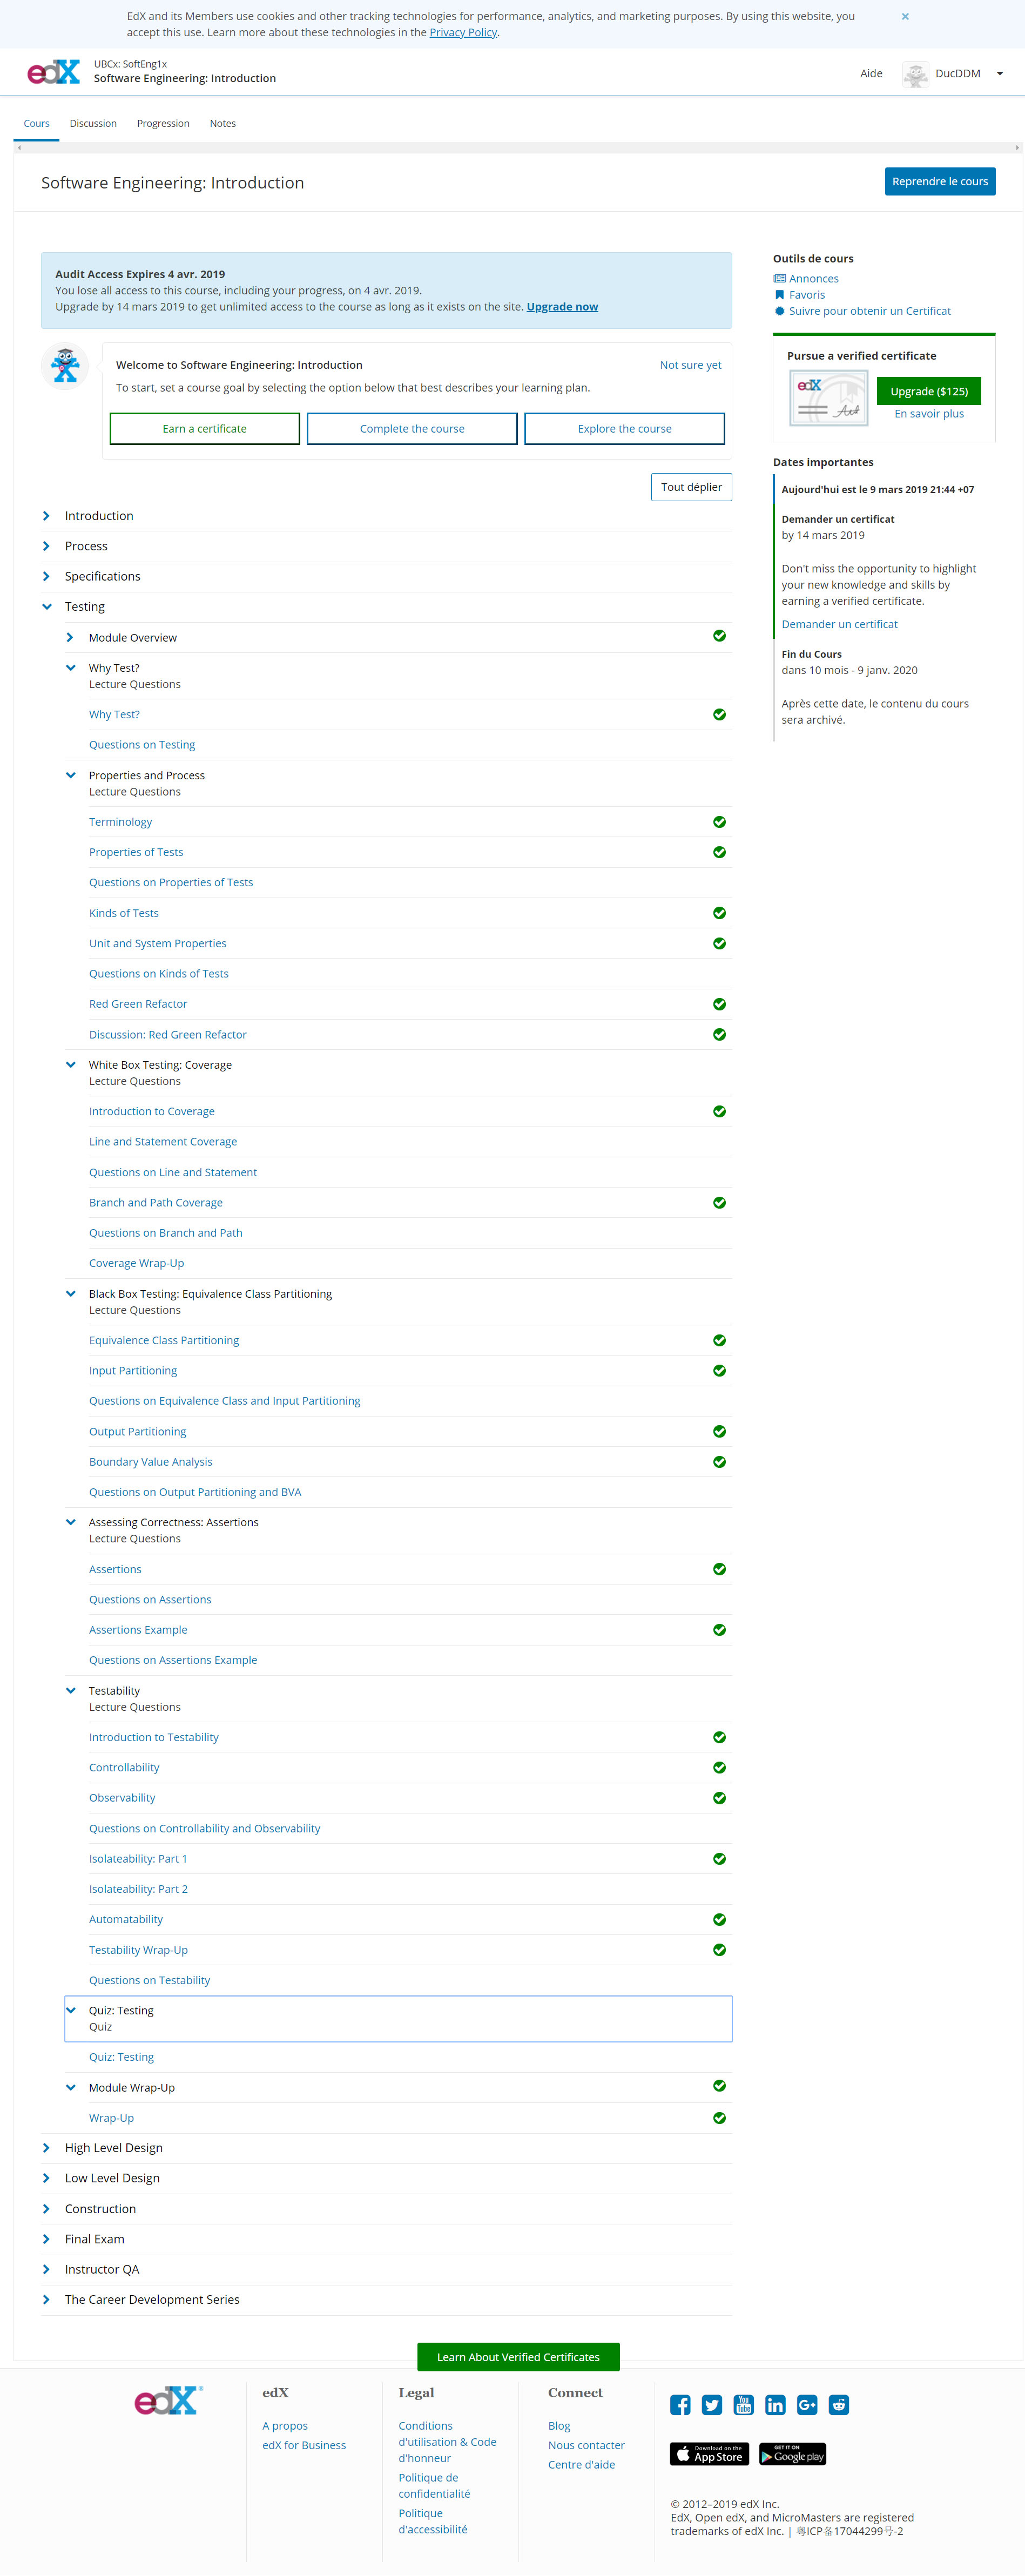 EdX and its Members use cookies and other tracking technologies for performance, analytics, and marketing purposes. By using this website, you
accept this use. Learn more about these technologies in the Privacy Policy.
×
edX
UBCx: SoftEng1x
Software Engineering: Introduction
Aide
DucDDM
Cours
Discussion
Progression
Notes
Software Engineering: Introduction
Reprendre le cours
Audit Access Expires 4 avr. 2019
You lose all access to this course, including your progress, on 4 avr. 2019.
Upgrade by 14 mars 2019 to get unlimited access to the course as long as it exists on the site. Upgrade now
Welcome to Software Engineering: Introduction
Not sure yet
To start, set a course goal by selecting the option below that best describes your learning plan.
Earn a certificate
Complete the course
Explore the course
Tout déplier
Introduction
Process
Specifications
Testing
Module Overview
Why Test?
Lecture Questions
Why Test?
Questions on Testing
Properties and Process
Lecture Questions
Terminology
Properties of Tests
Questions on Properties of Tests
Kinds of Tests
Unit and System Properties
Questions on Kinds of Tests
Red Green Refactor
Discussion: Red Green Refactor
White Box Testing: Coverage
Lecture Questions
Introduction to Coverage
Line and Statement Coverage
Questions on Line and Statement
Branch and Path Coverage
Questions on Branch and Path
Coverage Wrap-Up
Black Box Testing: Equivalence Class Partitioning
Lecture Questions
Equivalence Class Partitioning
Input Partitioning
Questions on Equivalence Class and Input Partitioning
Output Partitioning
Boundary Value Analysis
Questions on Output Partitioning and BVA
Assessing Correctness: Assertions
Lecture Questions
Assertions
Questions on Assertions
Assertions Example
Questions on Assertions Example
Testability
Lecture Questions
Introduction to Testability
Controllability
Observability
Questions on Controllability and Observability
Isolateability: Part 1
Isolateability: Part 2
Automatability
Testability Wrap-Up
Questions on Testability
Quiz: Testing
Quiz
Quiz: Testing
Module Wrap-Up
Wrap-Up
High Level Design
Low Level Design
Construction
Final Exam
Instructor QA
The Career Development Series
Outils de cours
Annonces
Favoris
Suivre pour obtenir un Certificat
Pursue a verified certificate
edX
Upgrade ($125)
En savoir plus
Dates importantes
Aujourd'hui est le 9 mars 2019 21:44 +07
Demander un certificat
by 14 mars 2019
Don't miss the opportunity to highlight
your new knowledge and skills by
earning a verified certificate.
Demander un certificat
Fin du Cours
dans 10 mois - 9 janv. 2020
Après cette date, le contenu du cours
sera archivé.
Learn About Verified Certificates
edX®
edX
A propos
edX for Business
Legal
Conditions
d'utilisation & Code
d'honneur
Politique de
confidentialité
Politique
d'accessibilité
Connect
Blog
Nous contacter
Centre d'aide
You
Tube
in
G+
Download on the
App Store
GET IT ON
Google play
© 2012–2019 edX Inc.
EdX, Open edX, and MicroMasters are registered
trademarks of edX Inc. | 粤ICP备17044299号-2